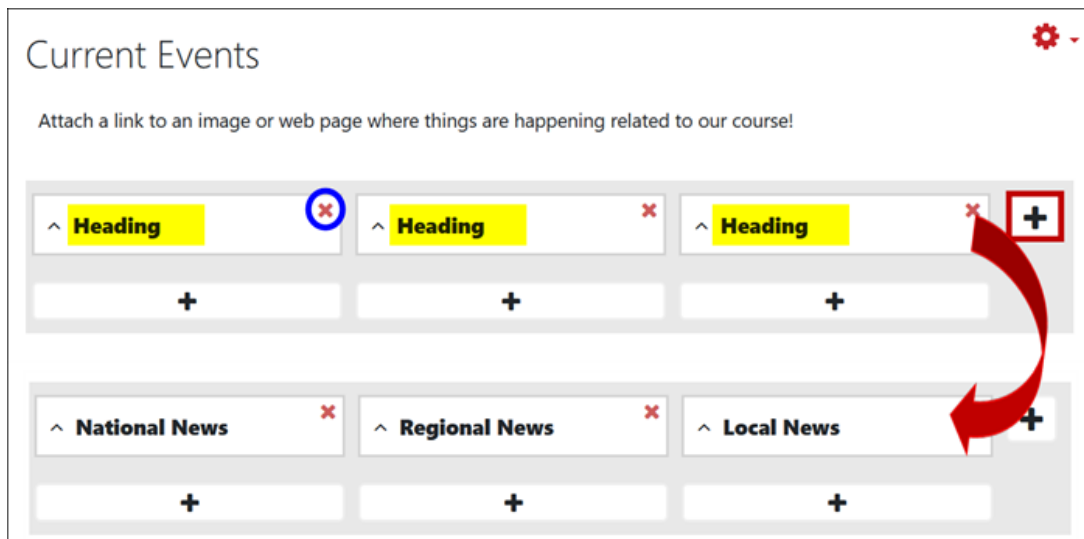 Current Events
Attach a link to an image or web page where things are happening related to our course!
Heading Heading Heading
National News Regional News Local News